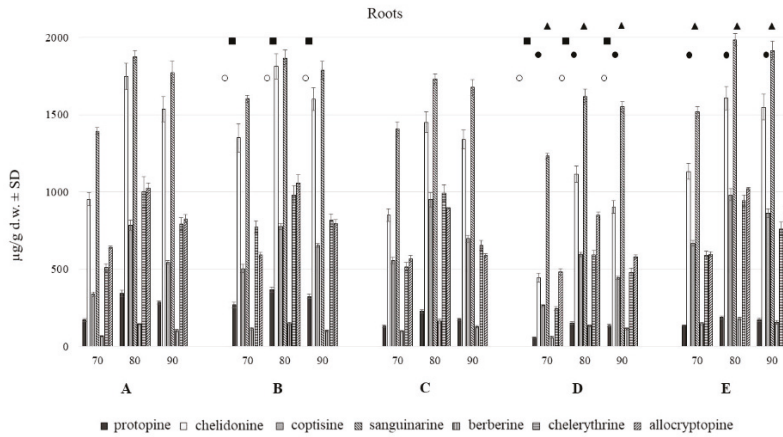 Roots
µg/g d.w. ± SD
2000
1500
1000
500
0
70 80 90 70 80 90 70 80 90 70 80 90 70 80 90
A B C D E
protopine chelidonine coptisine sanguinarine berberine chelerythrine allocryptopine